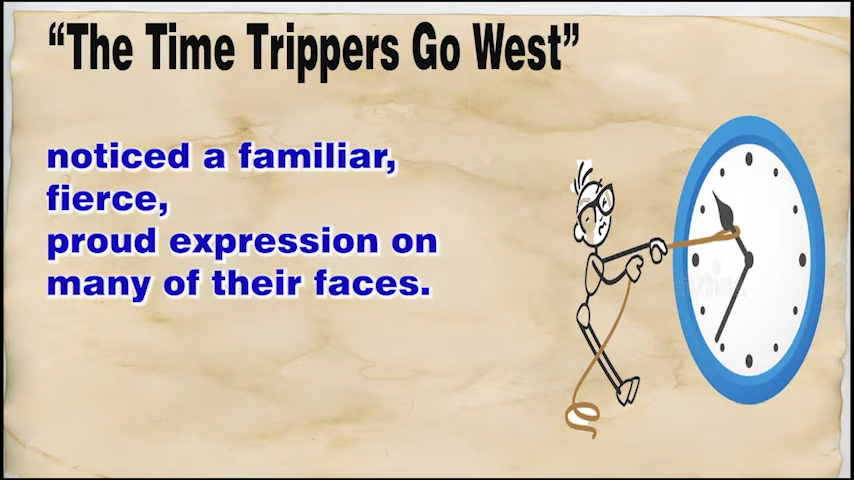 “The Time Trippers Go West”
noticed a familiar,
fierce,
proud expression on
many of their faces.